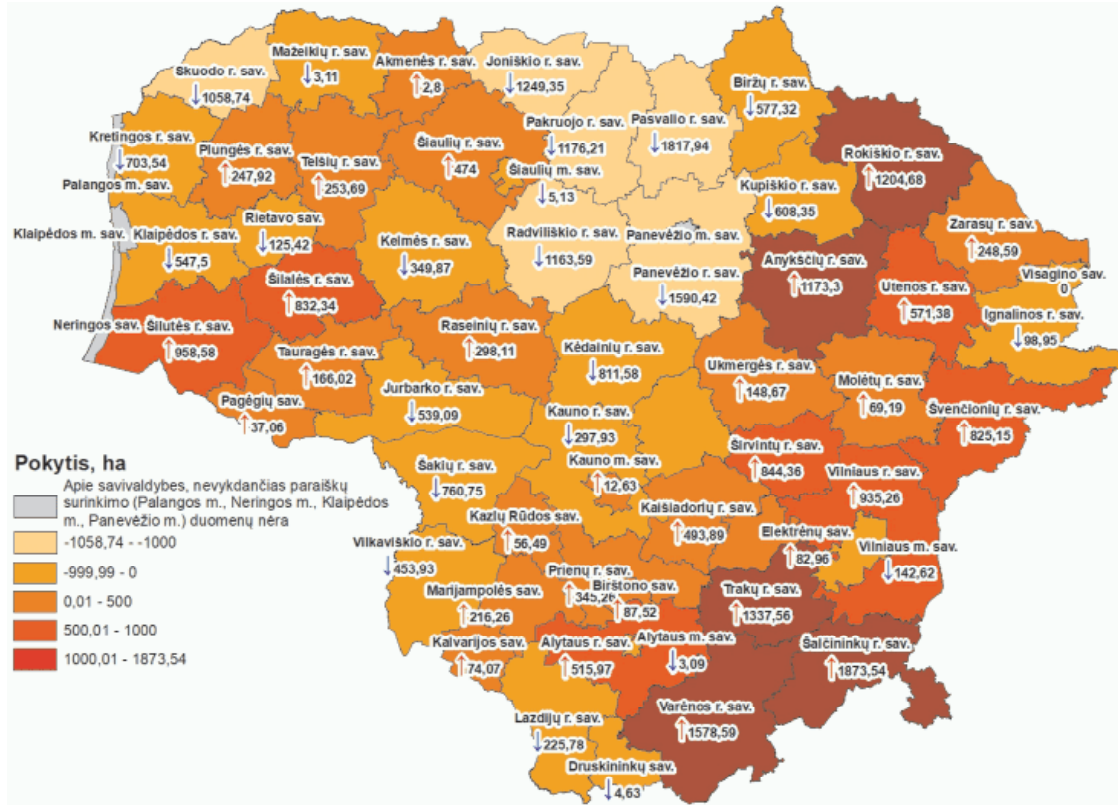 Mažeikių r. sav.
↓3,11
Akmenės r. sav.
↑2,8
Joniškio r. sav.
↓1249,35
Skuodo r. sav.
↓1058,74
Biržų r. sav.
↓577,32
Kretingos r. sav.
↓703,54
Plungės r. sav.
↑247,92
Telšių r. sav.
↑253,69
Šiaulių r. sav.
↑474
Pakruojo r. sav.
↓1176,21
Pasvalio r. sav.
↓1817,94
Rokiškio r. sav.
↑1204,68
Šiaulių m. sav.
↓5,13
Palangos m. sav.
Kupiškio r. sav.
↓608,35
Klaipėdos m. sav.
Klaipėdos r. sav.
↓547,5
Rietavo sav.
↓125,42
Kelmės r. sav.
↓349,87
Radviliškio r. sav.
↓1163,59
Panevėžio m. sav.
Panevėžio r. sav.
↓1590,42
Anykščių r. sav.
↑1173,3
Zarasų r. sav.
↑248,59
Visagino sav.
0
Utenos r. sav.
↑571,38
Ignalinos r. sav.
↓98,95
Šilalės r. sav.
↑832,34
Neringos sav.
Šilutės r. sav.
↑958,58
Raseinių r. sav.
↑298,11
Tauragės r. sav.
↑166,02
Kėdainių r. sav.
↓811,58
Ukmergės r. sav.
↑148,67
Molėtų r. sav.
↑69,19
Pagėgių sav.
↑37,06
Jurbarko r. sav.
↓539,09
Kauno r. sav.
↓297,93
Švenčionių r. sav.
↑825,15
Širvintų r. sav.
↑844,36
Kauno m. sav.
↑12,63
Šakių r. sav.
↓760,75
Vilniaus r. sav.
↑935,26
Kaišiadorių r. sav.
↑493,89
Kazlų Rūdos sav.
↑56,49
Elektrėnų sav.
↑82,96
Vilniaus m. sav.
↓142,62
Vilkaviškio r. sav.
↓453,93
Prienų r. sav.
↑345,26
Birštono sav.
↑87,52
Marijampolės sav.
↑216,26
Trakų r. sav.
↑1337,56
Kalvarijos sav.
↑74,07
Alytaus r. sav.
↑515,97
Alytaus m. sav.
↓3,09
Šalčininkų r. sav.
↑1873,54
Varėnos r. sav.
↑1578,59
Lazdijų r. sav.
↓225,78
Druskininkų sav.
↓4,63
Pokytis, ha
Apie savivaldybes, nevykdančias paraiškų
surinkimo (Palangos m., Neringos m., Klaipėdos
m., Panevėžio m.) duomenų nėra
-1058,74 - -1000
-999,99 - 0
0,01 - 500
500,01 - 1000
1000,01 - 1873,54